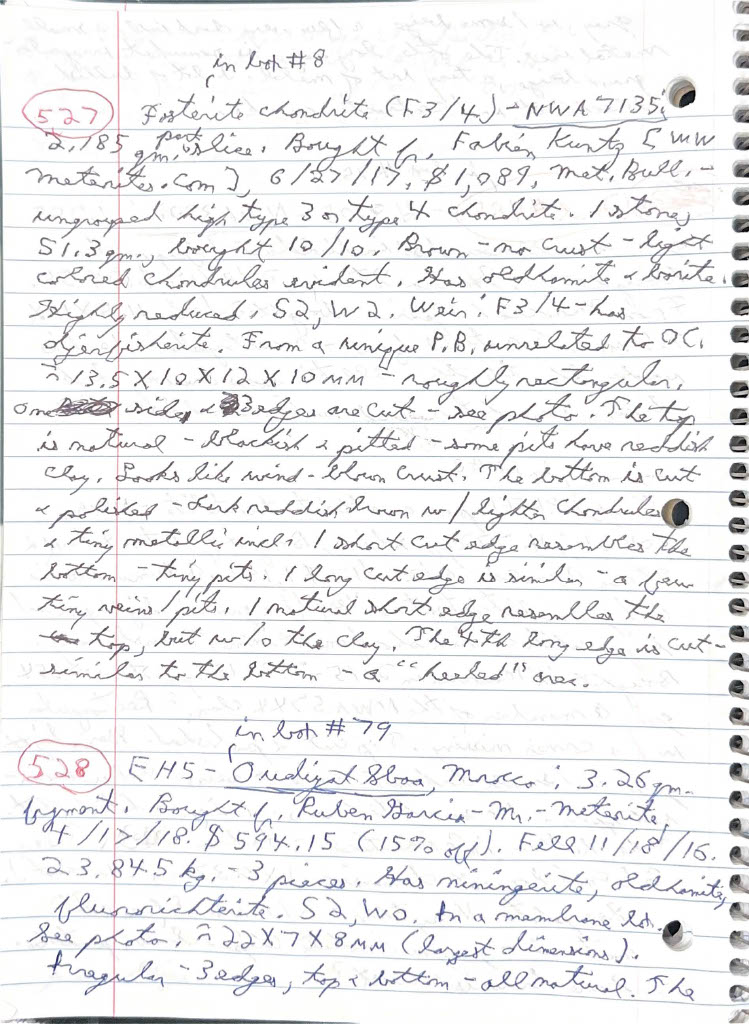 in box #8
527 Fosterite chondrite (F3/4) - NWA 7135;
2.185 gm. part slice. Bought fr. Fabien Kuntz [ WWW
Meteorites.com ], 6/27/17, $1,089, Met. Bull. -
ungrouped high type 3 or type 4 chondrite. 1 stone,
51.3 gm., bought 10/10. Brown - no crust - light
colored chondrules evident. Has oldhamite &
Highly reduced, S2, W2. Weir: F3/4 - has
djerfisherite. From a unique P.B. unrelated to OC.
~ 13.5 X 10 X 12 X 10 MM - roughly rectangular.
One side & 3 edges are cut - see photo. The top
is natural - blackish & pitted - some pits have reddish
clay. Looks like wind-blown crust. The bottom is cut
& polished - dark reddish brown w/ lighter chondrules
& tiny metallic incl. 1 short cut edge resembles the
bottom - tiny pits. 1 long cut edge is similar - a few
tiny veins/pits. 1 natural short edge resembles the
top, but w/o the clay. The 4th long edge is cut -
similar to the bottom - a "healed" area.
in box #79
528 EH5 - Oudiyat Sbaa, Morocco: 3.26 gm.
fragment. Bought fr. Ruben Garcia - Mr. - Meteorite,
4/17/18. $594.15 (15% off). Fell 11/18/16.
23.845 kg. - 3 pieces. Has niningerite, oldhamite,
fluororichterite. S2, W0. In a membrane box.
See photo. ~ 22 X 7 X 8 MM (largest dimensions).
Irregular - 3 edges, top & bottom - all natural. The